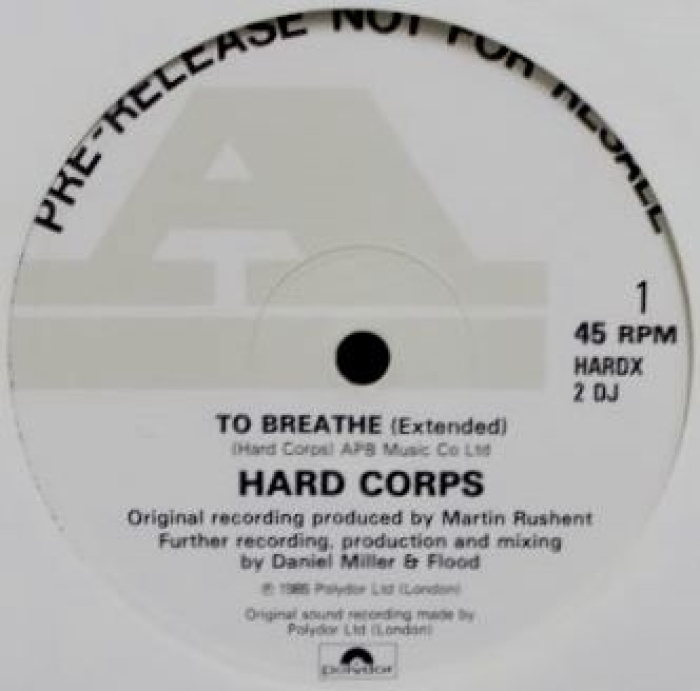 PRE-RELEASE NOT FOR RESALE
A
1
45 RPM
HARDX
2 DJ
TO BREATHE (Extended)
(Hard Corps) APB Music Co Ltd
HARD CORPS
Original recording produced by Martin Rushent
Further recording, production and mixing
by Daniel Miller & Flood
℗ 1985 Polydor Ltd (London)
Original sound recording made by
Polydor Ltd (London)
polydor